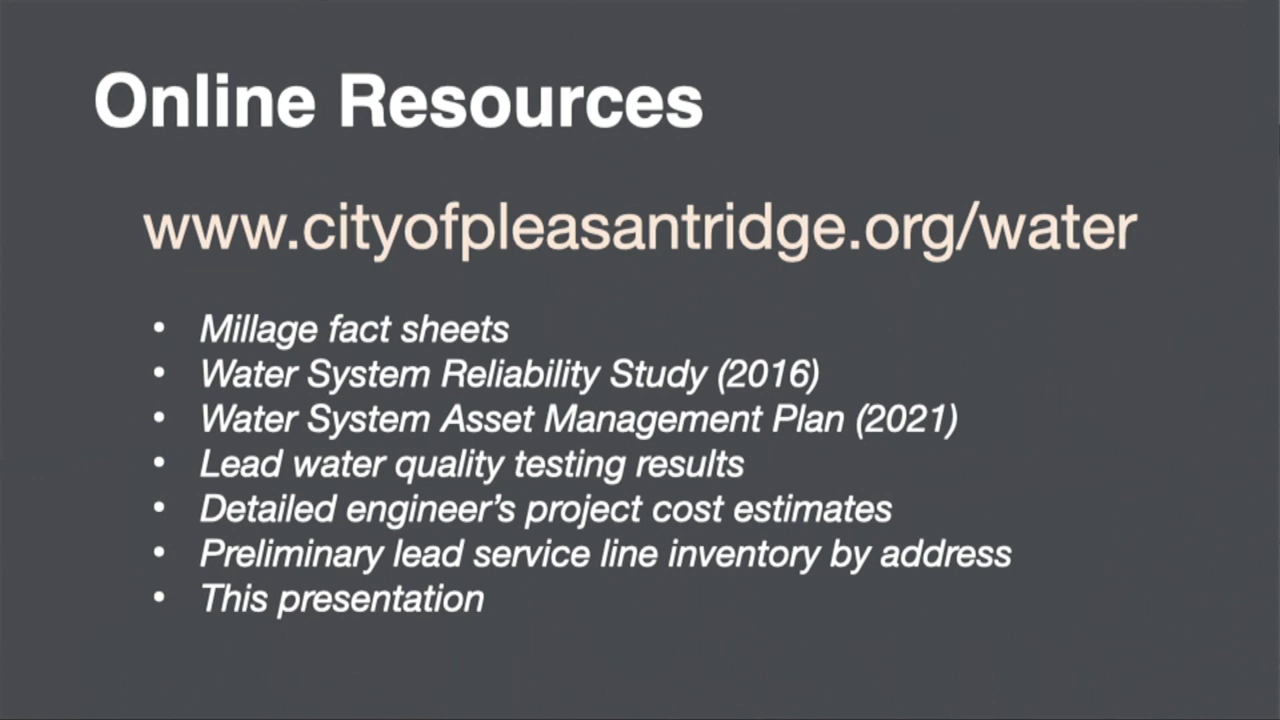 Online Resources
www.cityofpleasantridge.org/water
• Millage fact sheets
• Water System Reliability Study (2016)
• Water System Asset Management Plan (2021)
• Lead water quality testing results
• Detailed engineer’s project cost estimates
• Preliminary lead service line inventory by address
• This presentation